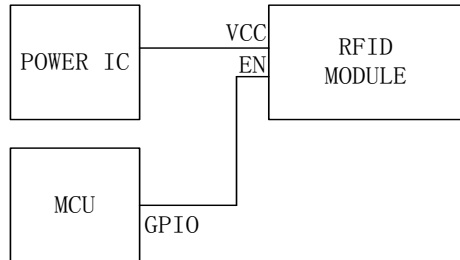 POWER IC
VCC
EN
RFID
MODULE
MCU
GPIO